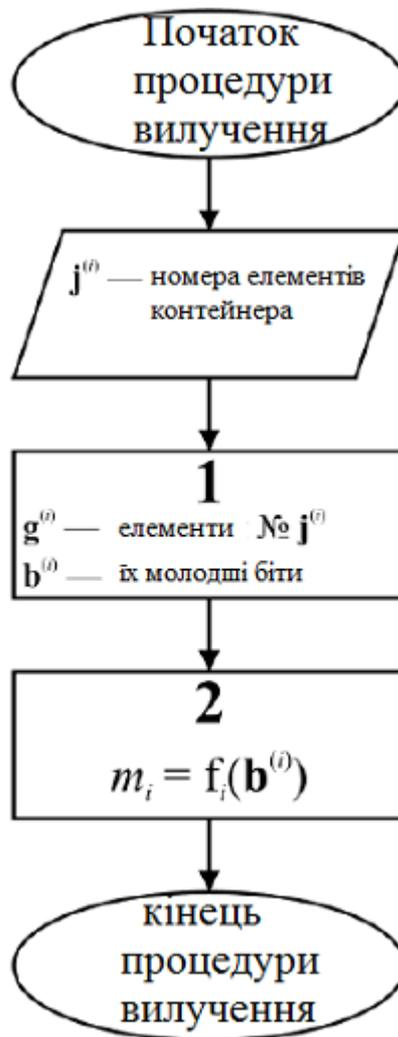 Початок
процедури
вилучення
j⁽ⁱ⁾ — номера елементів
контейнера
1
g⁽ⁱ⁾ — елементи № j⁽ⁱ⁾
b⁽ⁱ⁾ — їх молодші біти
2
mᵢ = fᵢ(b⁽ⁱ⁾)
кінець
процедури
вилучення